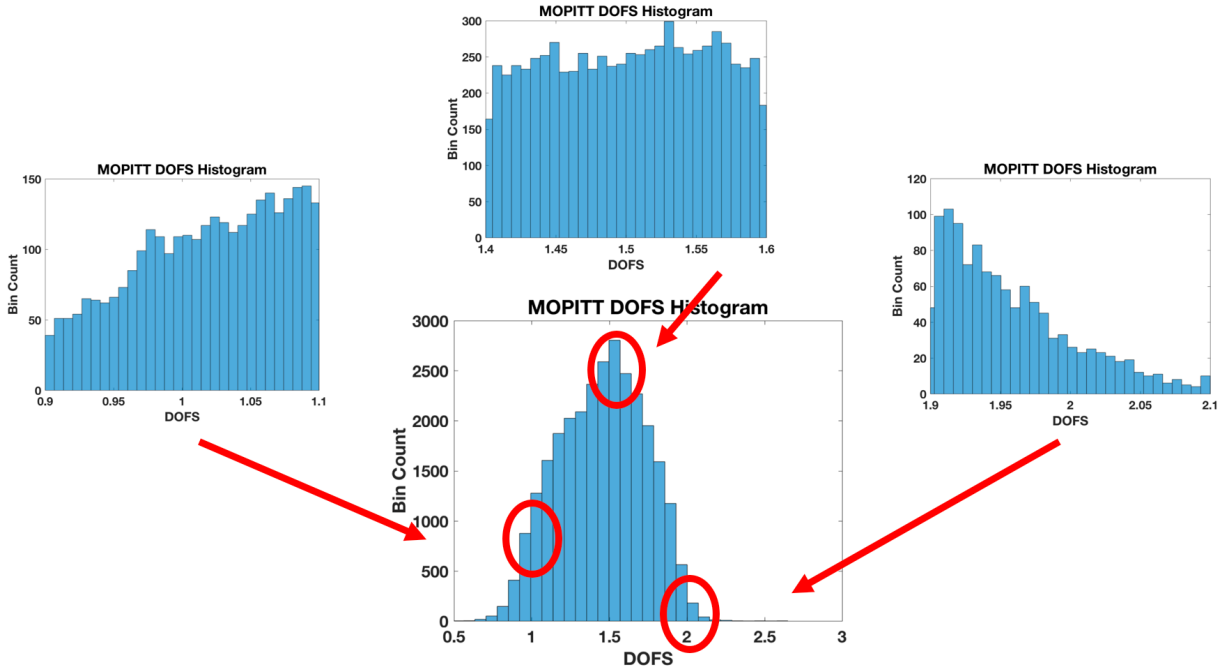 MOPITT DOFS Histogram
300
250
200
150
100
50
0
Bin Count
1.4 1.45 1.5 1.55 1.6
DOFS
MOPITT DOFS Histogram
150
100
50
0
Bin Count
0.9 0.95 1 1.05 1.1
DOFS
MOPITT DOFS Histogram
120
100
80
60
40
20
0
Bin Count
1.9 1.95 2 2.05 2.1
DOFS
MOPITT DOFS Histogram
3000
2500
2000
1500
1000
500
0
Bin Count
0.5 1 1.5 2 2.5 3
DOFS